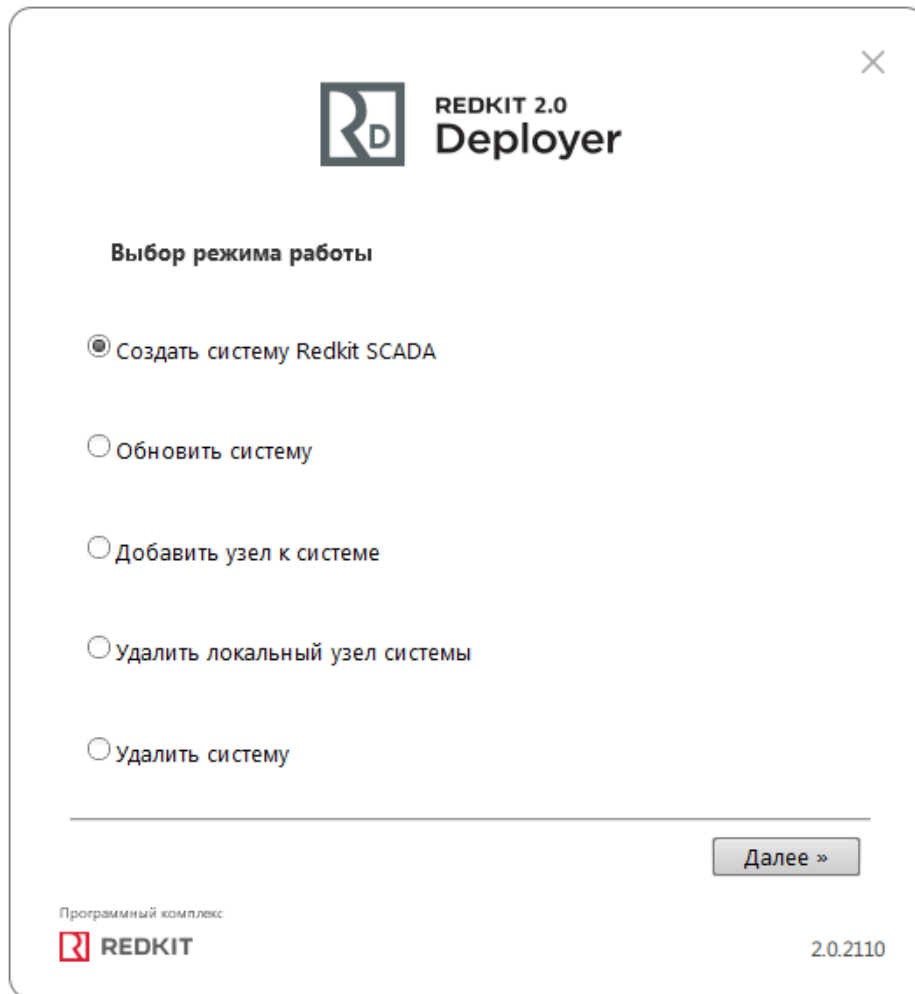 REDKIT 2.0
Deployer
Выбор режима работы
Создать систему Redkit SCADA
Обновить систему
Добавить узел к системе
Удалить локальный узел системы
Удалить систему
Далее »
Программный комплекс
REDKIT
2.0.2110